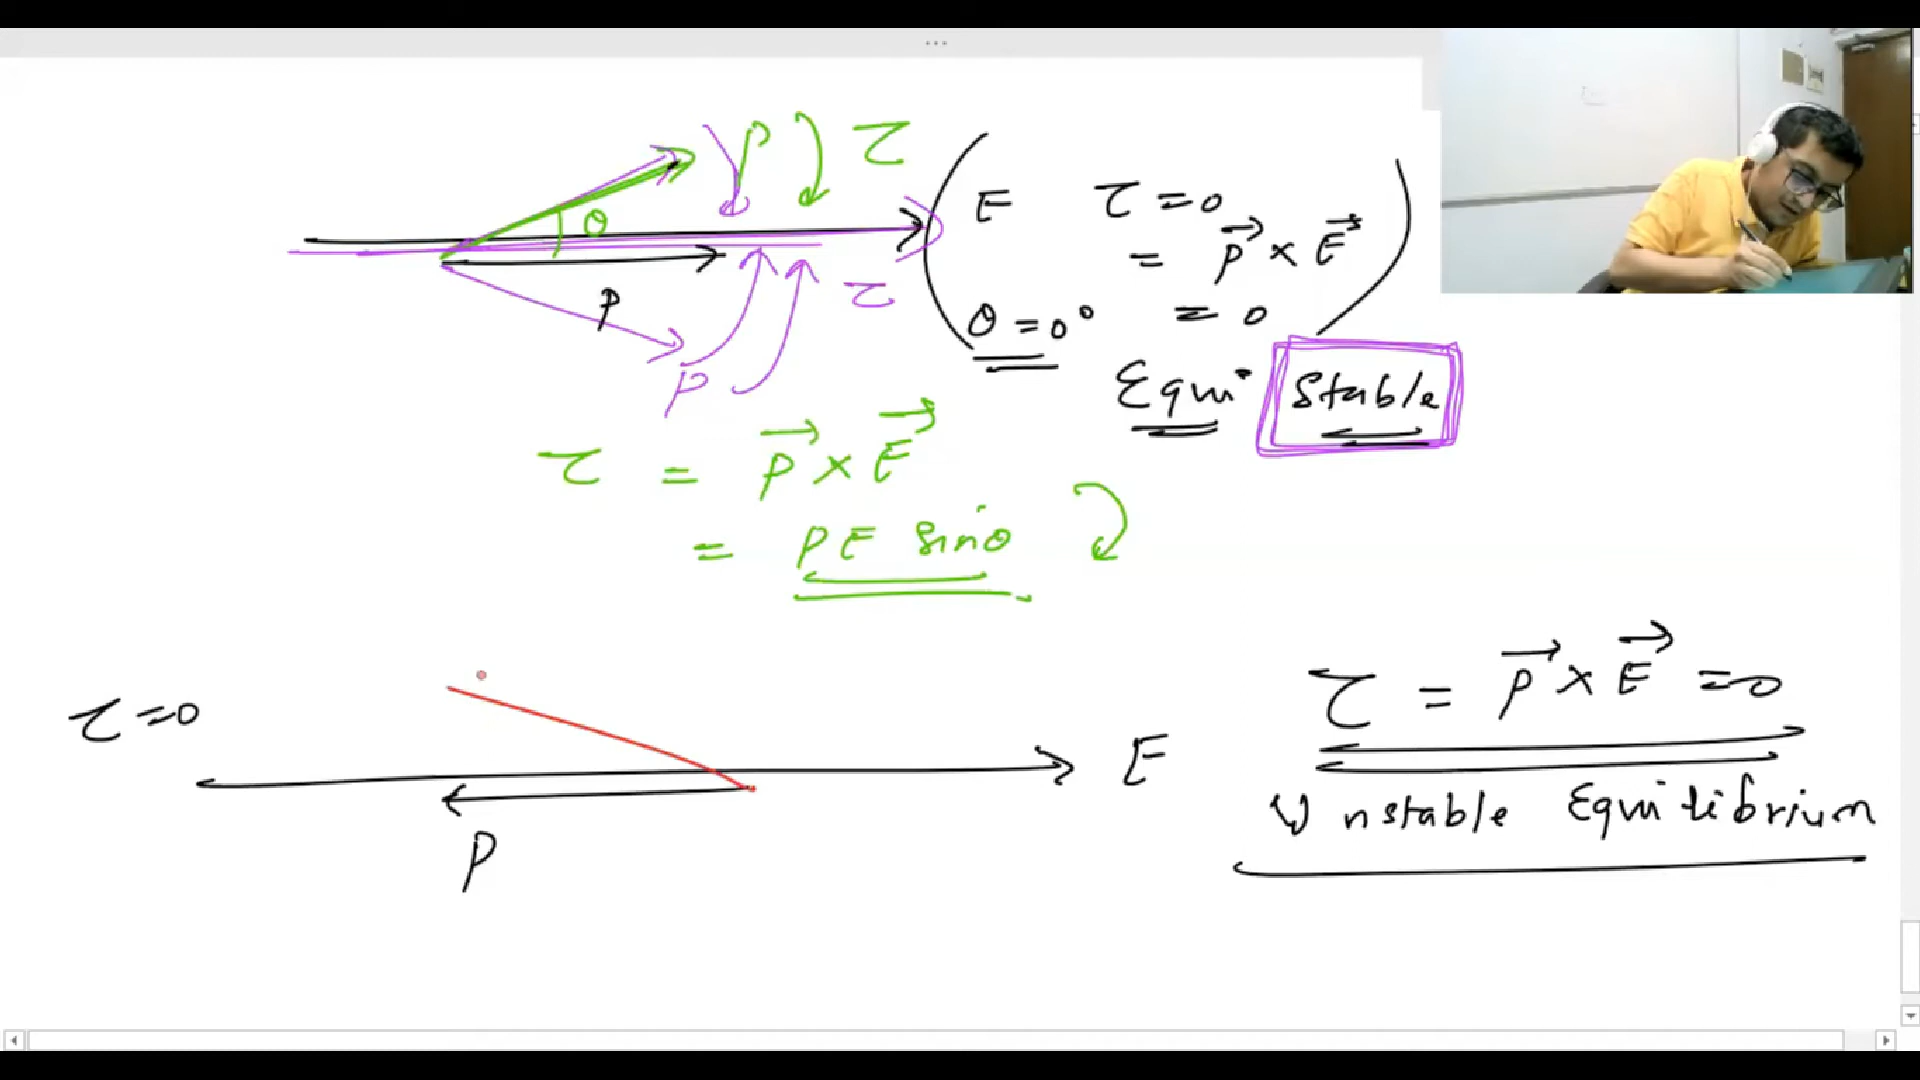 P τ
θ
E τ = 0
= P × E
P τ
θ = 0° = 0
P
Equi· Stable
τ = P × E
= PE sinθ
τ = P × E = 0
τ = 0
E
Unstable Equilibrium
P